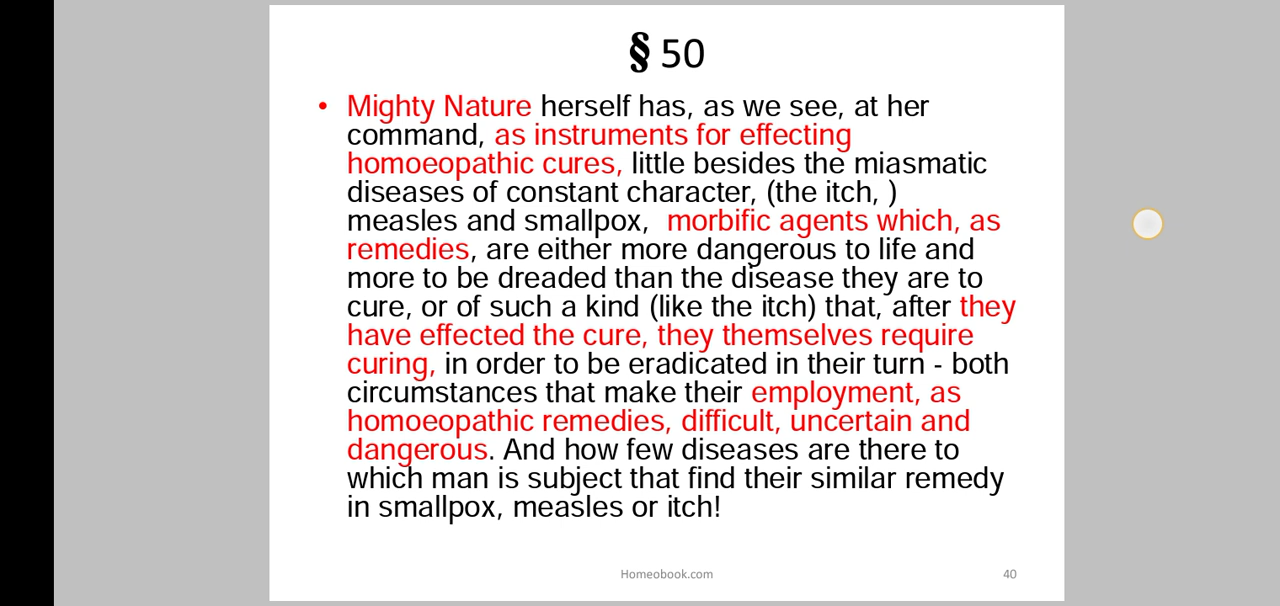 § 50
• Mighty Nature herself has, as we see, at her
command, as instruments for effecting
homoeopathic cures, little besides the miasmatic
diseases of constant character, (the itch, )
measles and smallpox,  morbific agents which, as
remedies, are either more dangerous to life and
more to be dreaded than the disease they are to
cure, or of such a kind (like the itch) that, after they
have effected the cure, they themselves require
curing, in order to be eradicated in their turn - both
circumstances that make their employment, as
homoeopathic remedies, difficult, uncertain and
dangerous. And how few diseases are there to
which man is subject that find their similar remedy
in smallpox, measles or itch!
Homeobook.com 40